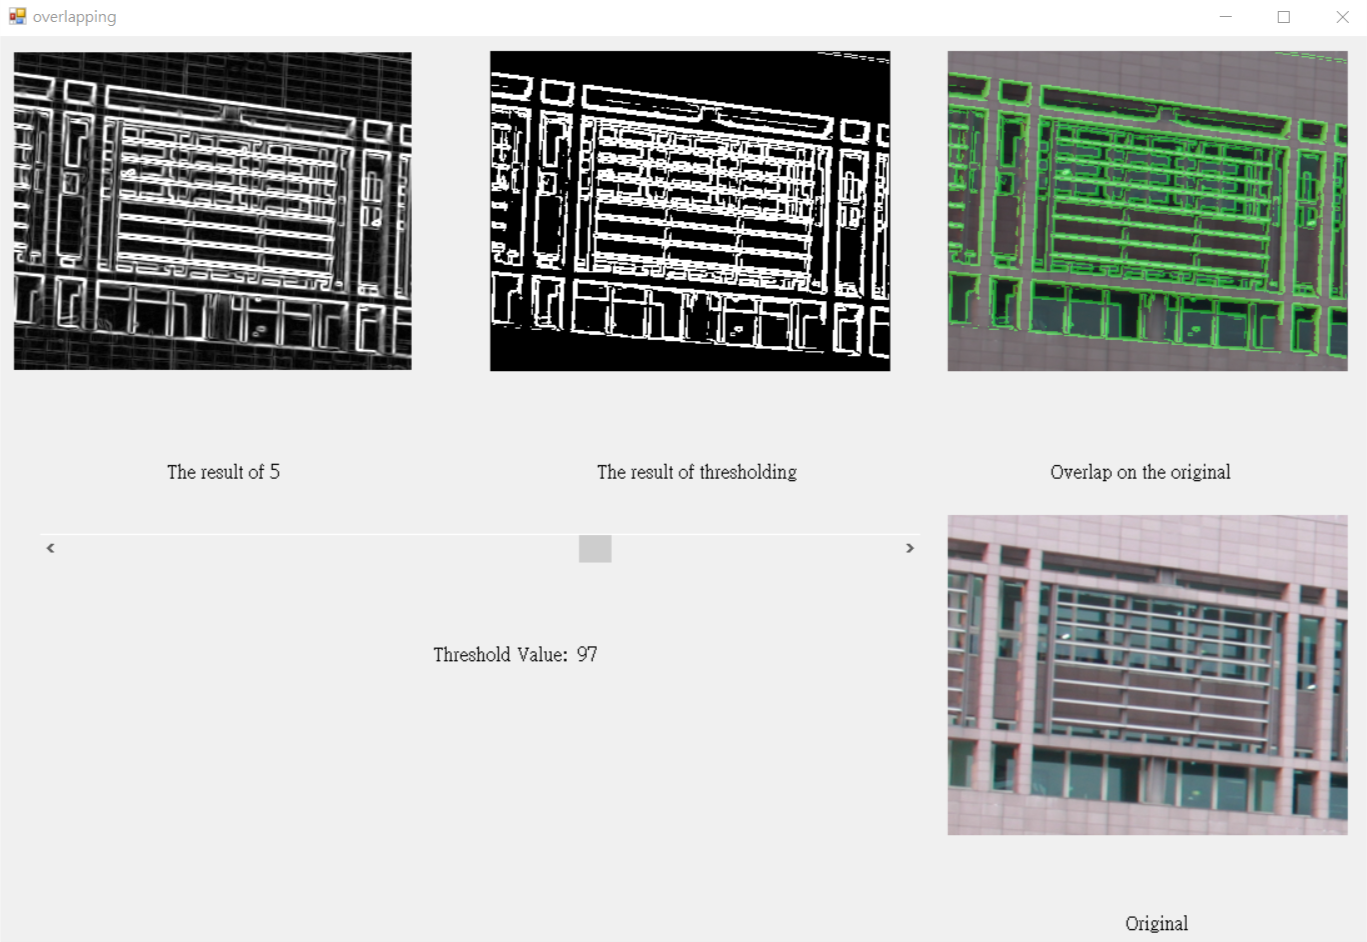 overlapping
The result of 5
The result of thresholding
Overlap on the original
Threshold Value: 97
Original